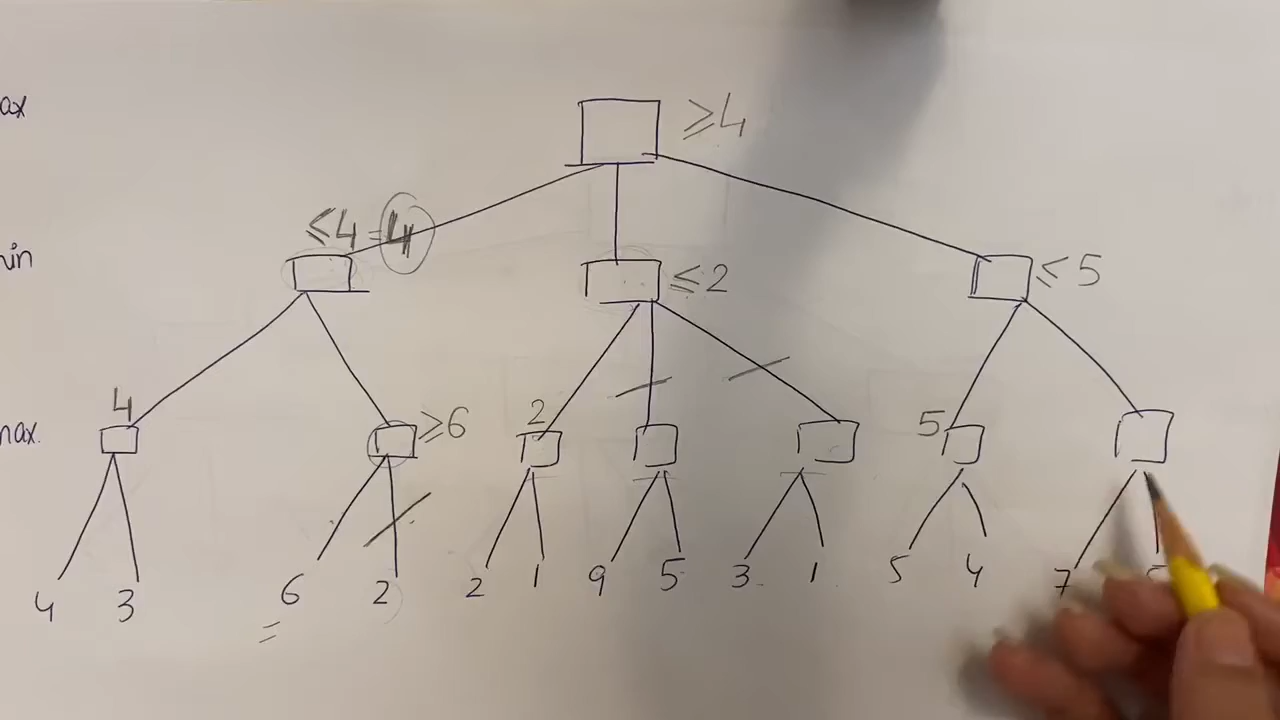 ax
≥4
≤4 = 4
in
≤2
≤5
4
max.
≥6
2
5
4 3 6 2 2 1 9 5 3 1 5 4 7